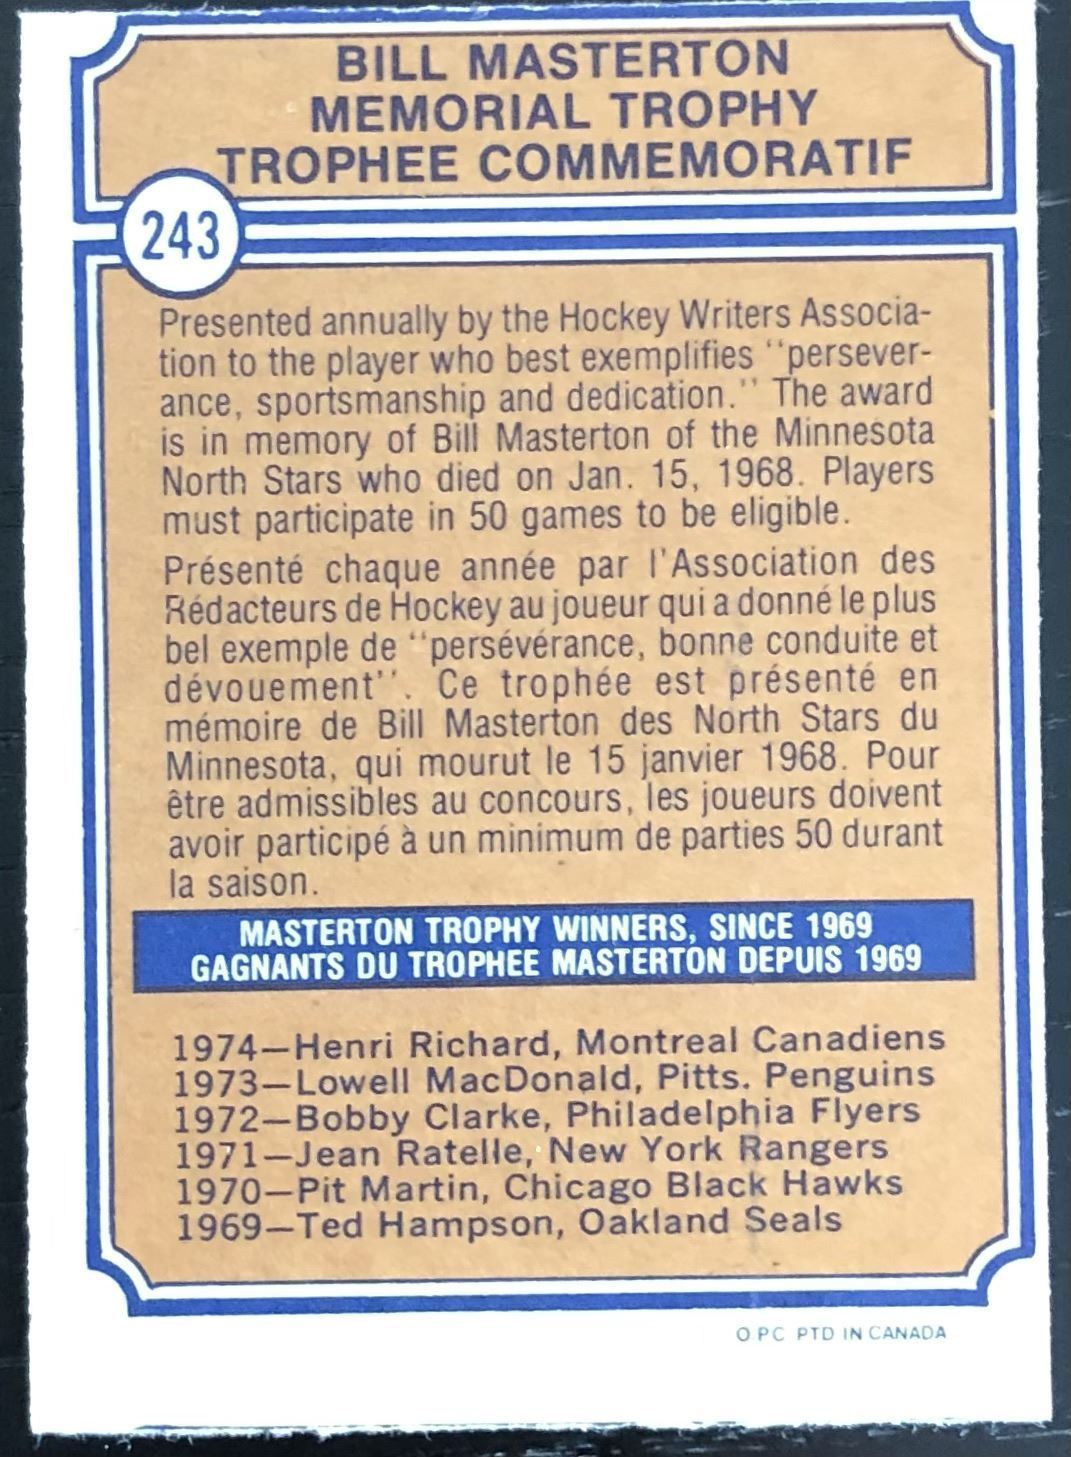 BILL MASTERTON
MEMORIAL TROPHY
TROPHEE COMMEMORATIF
243
Presented annually by the Hockey Writers Associa-
tion to the player who best exemplifies "persever-
ance, sportsmanship and dedication." The award
is in memory of Bill Masterton of the Minnesota
North Stars who died on Jan. 15, 1968. Players
must participate in 50 games to be eligible.
Présenté chaque année par l'Association des
Rédacteurs de Hockey au joueur qui a donné le plus
bel exemple de "persévérance, bonne conduite et
dévouement". Ce trophée est présenté en
mémoire de Bill Masterton des North Stars du
Minnesota, qui mourut le 15 janvier 1968. Pour
être admissibles au concours, les joueurs doivent
avoir participé à un minimum de parties 50 durant
la saison.
MASTERTON TROPHY WINNERS, SINCE 1969
GAGNANTS DU TROPHEE MASTERTON DEPUIS 1969
1974—Henri Richard, Montreal Canadiens
1973—Lowell MacDonald, Pitts. Penguins
1972—Bobby Clarke, Philadelphia Flyers
1971—Jean Ratelle, New York Rangers
1970—Pit Martin, Chicago Black Hawks
1969—Ted Hampson, Oakland Seals
O PC PTD IN CANADA